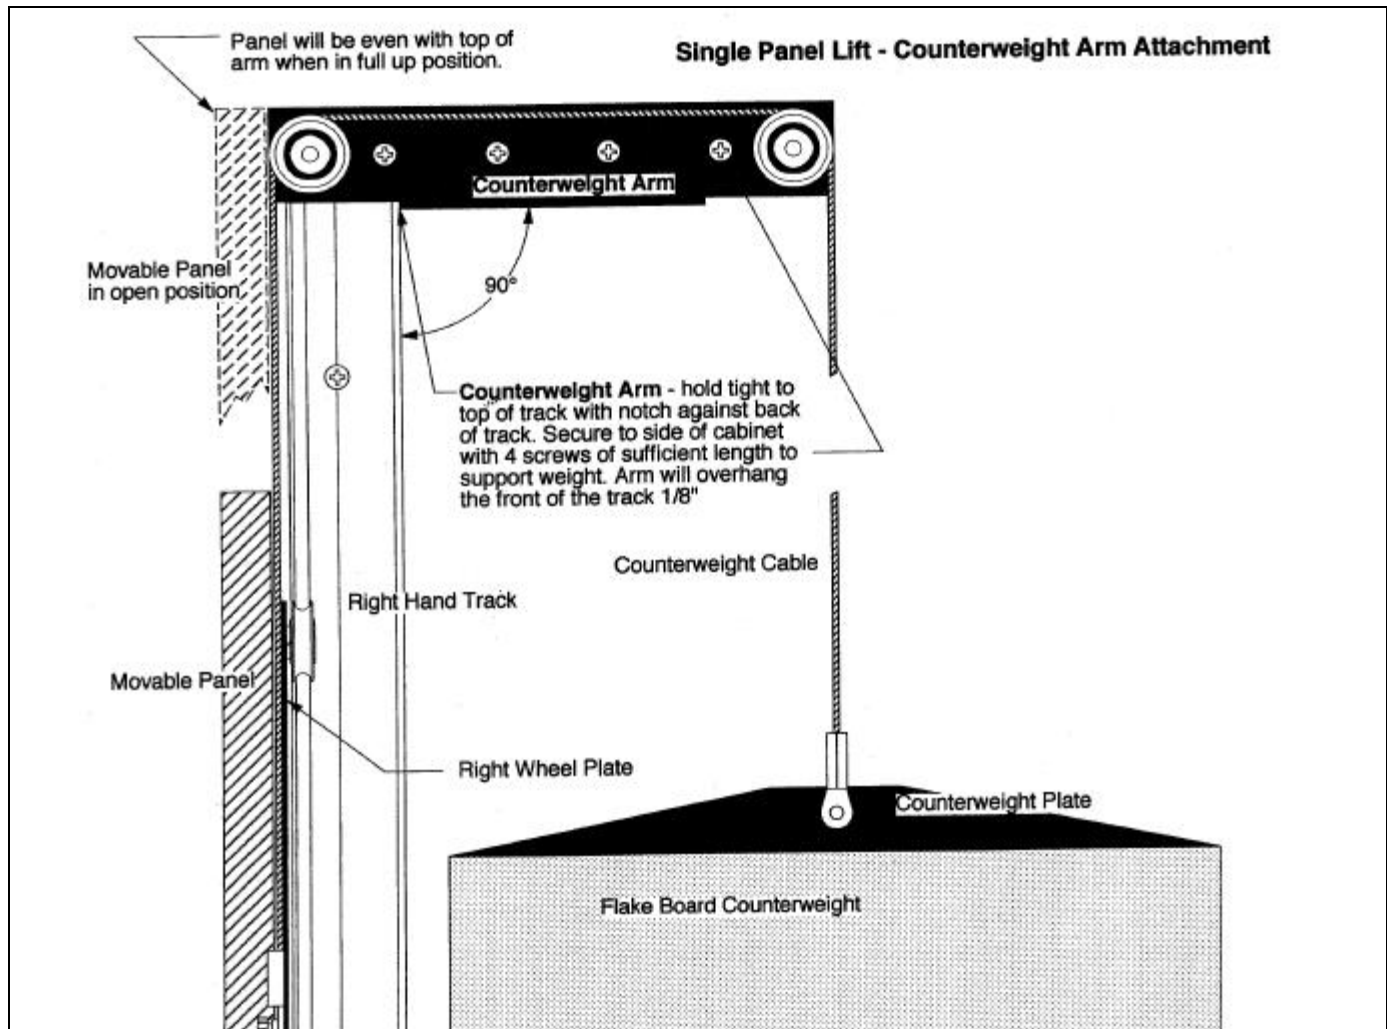 Panel will be even with top of
arm when in full up position.
Single Panel Lift - Counterweight Arm Attachment
Counterweight Arm
Movable Panel
in open position.
90°
Counterweight Arm - hold tight to
top of track with notch against back
of track. Secure to side of cabinet
with 4 screws of sufficient length to
support weight. Arm will overhang
the front of the track 1/8"
Counterweight Cable
Right Hand Track
Movable Panel
Right Wheel Plate
Counterweight Plate
Flake Board Counterweight